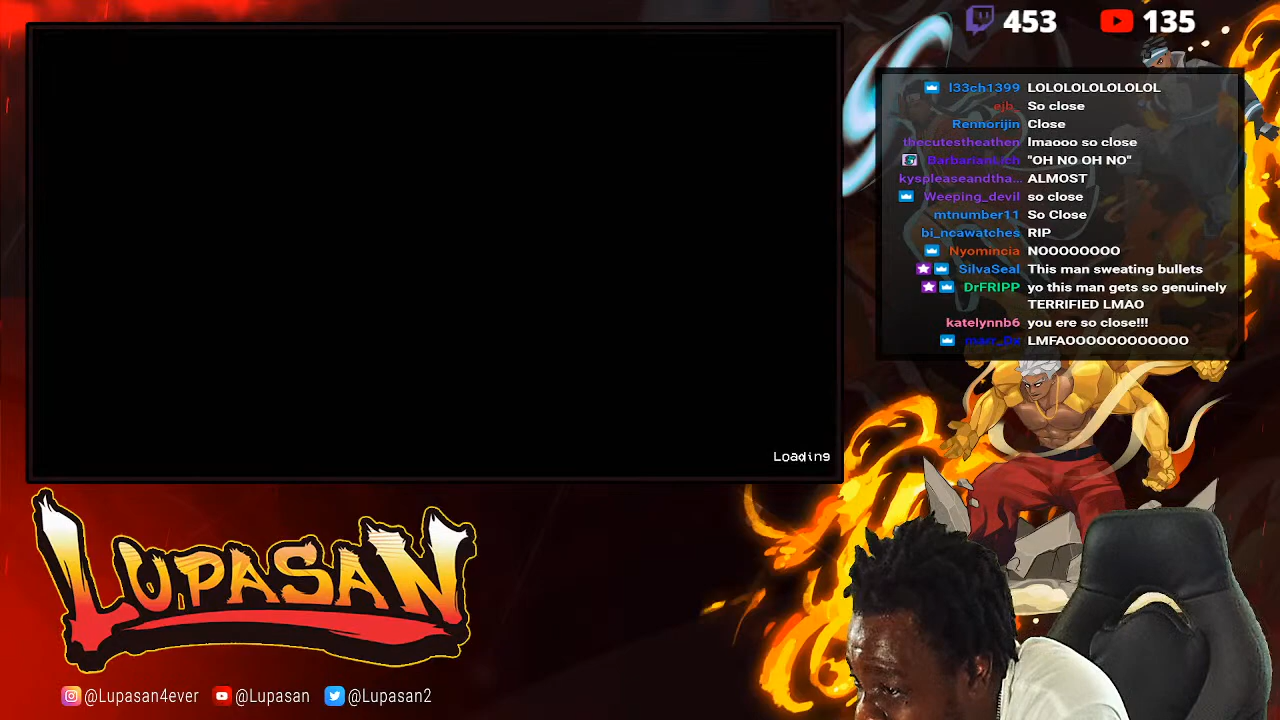 453
135
l33ch1399 LOLOLOLOLOLOLOL
ejb_ So close
Rennorijin Close
thecutestheathen lmaooo so close
BarbarianLich "OH NO OH NO"
kyspleaseandtha... ALMOST
Weeping_devil so close
mtnumber11 So Close
bi_ncawatches RIP
Nyomincia NOOOOOOOO
SilvaSeal This man sweating bullets
DrFRIPP yo this man gets so genuinely
TERRIFIED LMAO
katelynnb6 you ere so close!!!
LMFAOOOOOOOOOOOO
Loading
LUPASAN
@Lupasan4ever @Lupasan @Lupasan2